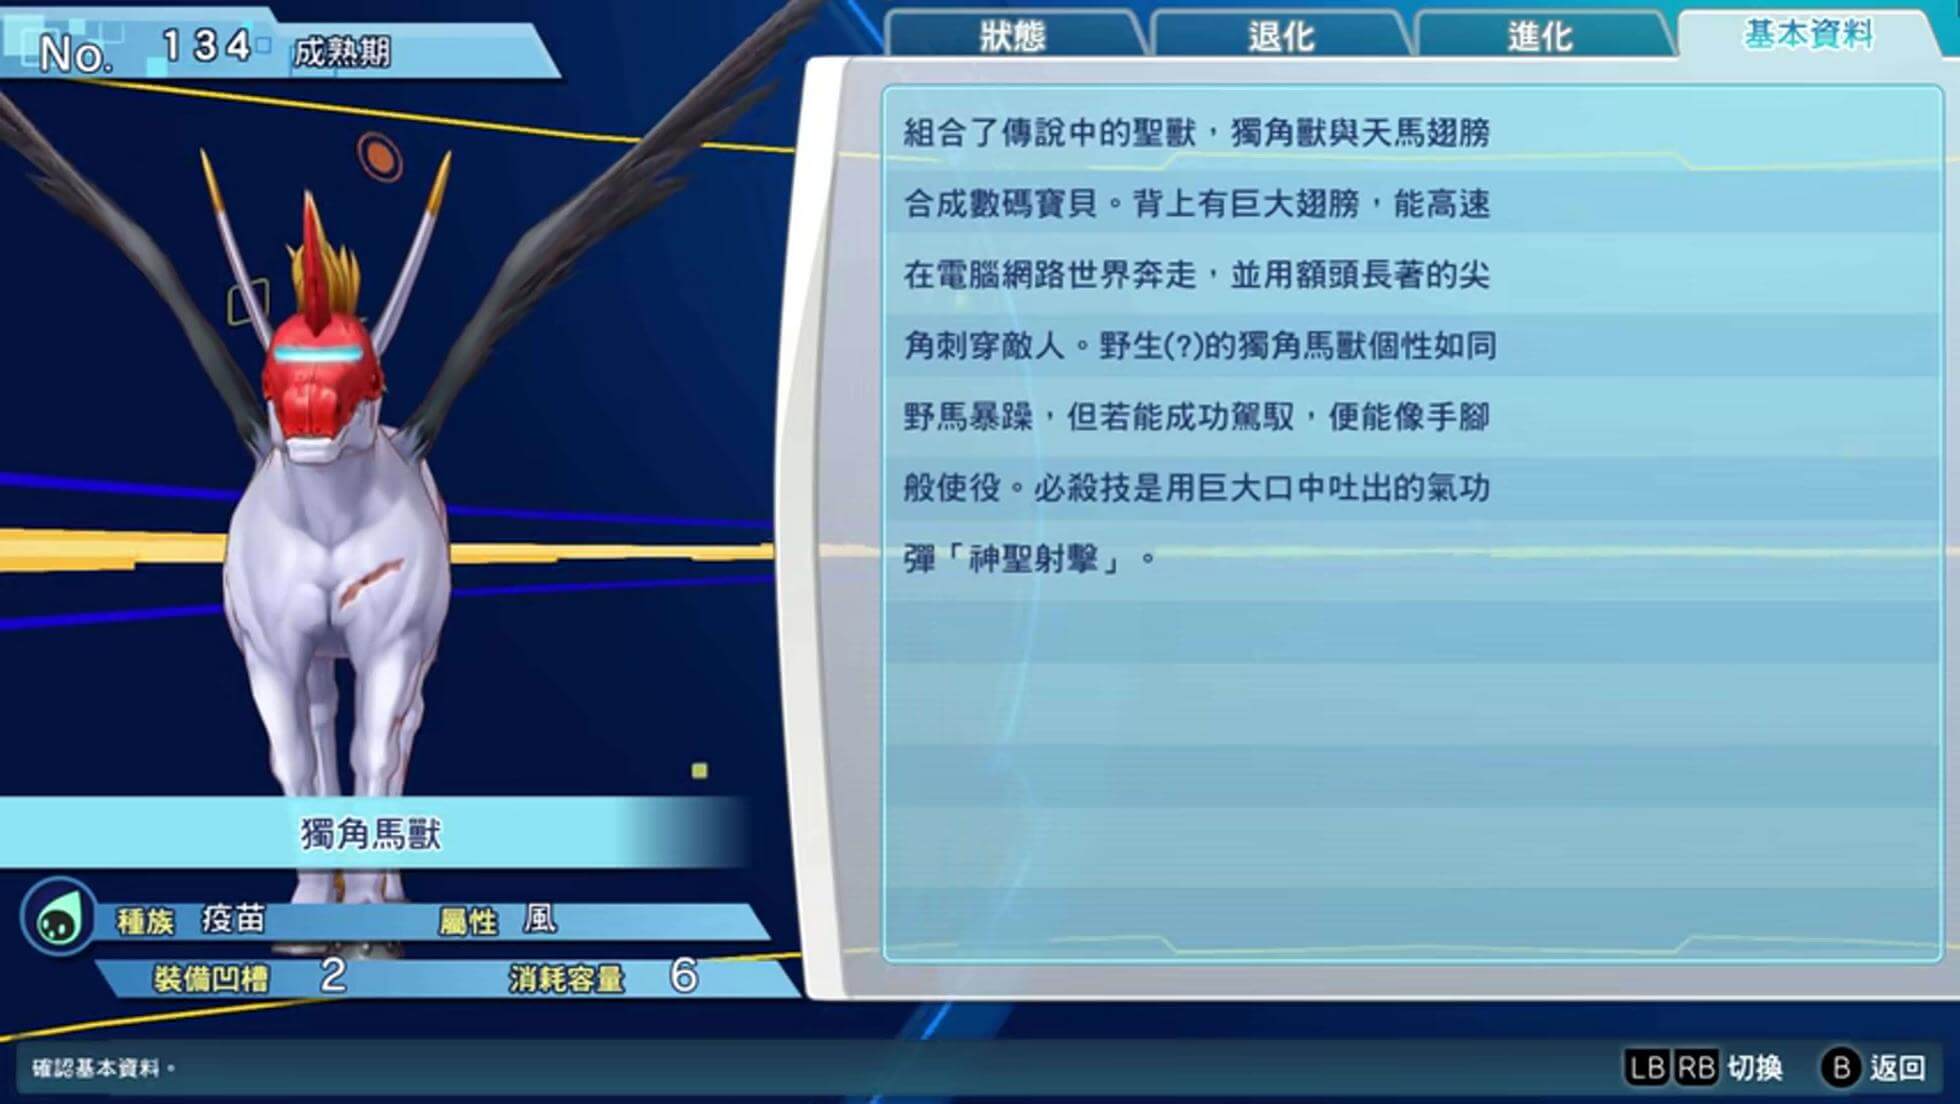 No. 134 成熟期
狀態 退化 進化 基本資料
組合了傳說中的聖獸，獨角獸與天馬翅膀
合成數碼寶貝。背上有巨大翅膀，能高速
在電腦網路世界奔走，並用額頭長著的尖
角刺穿敵人。野生(?)的獨角馬獸個性如同
野馬暴躁，但若能成功駕馭，便能像手腳
般使役。必殺技是用巨大口中吐出的氣功
彈「神聖射擊」。
獨角馬獸
種族 疫苗 屬性 風
裝備凹槽 2 消耗容量 6
確認基本資料。
LB RB 切換 B 返回